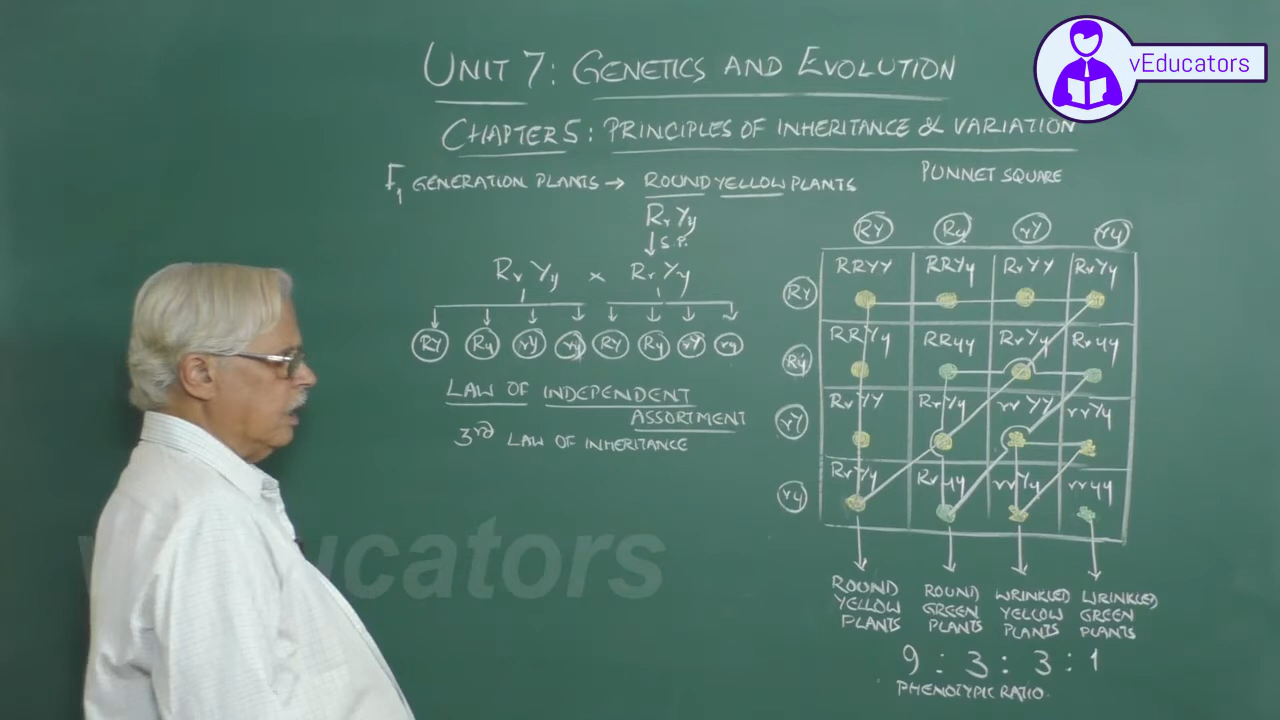 UNIT 7: GENETICS AND EVOLUTION
vEducators
CHAPTER 5: PRINCIPLES OF INHERITANCE & VARIATION
F1 GENERATION PLANTS → ROUND YELLOW PLANTS
RrYy
↓ S.P.
RrYy × RrYy
RY Ry rY ry RY Ry rY ry
LAW OF INDEPENDENT
ASSORTMENT
3rd LAW OF INHERITANCE
PUNNET SQUARE
RY Ry rY ry
RY RRYY RRYy RrYY RrYy
Ry RRYy RRyy RrYy Rryy
rY RrYY RrYy rrYY rrYy
ry RrYy Rryy rrYy rryy
ROUND YELLOW PLANTS
ROUND GREEN PLANTS
WRINKLED YELLOW PLANTS
WRINKLED GREEN PLANTS
9 : 3 : 3 : 1
PHENOTYPIC RATIO.
vEducators